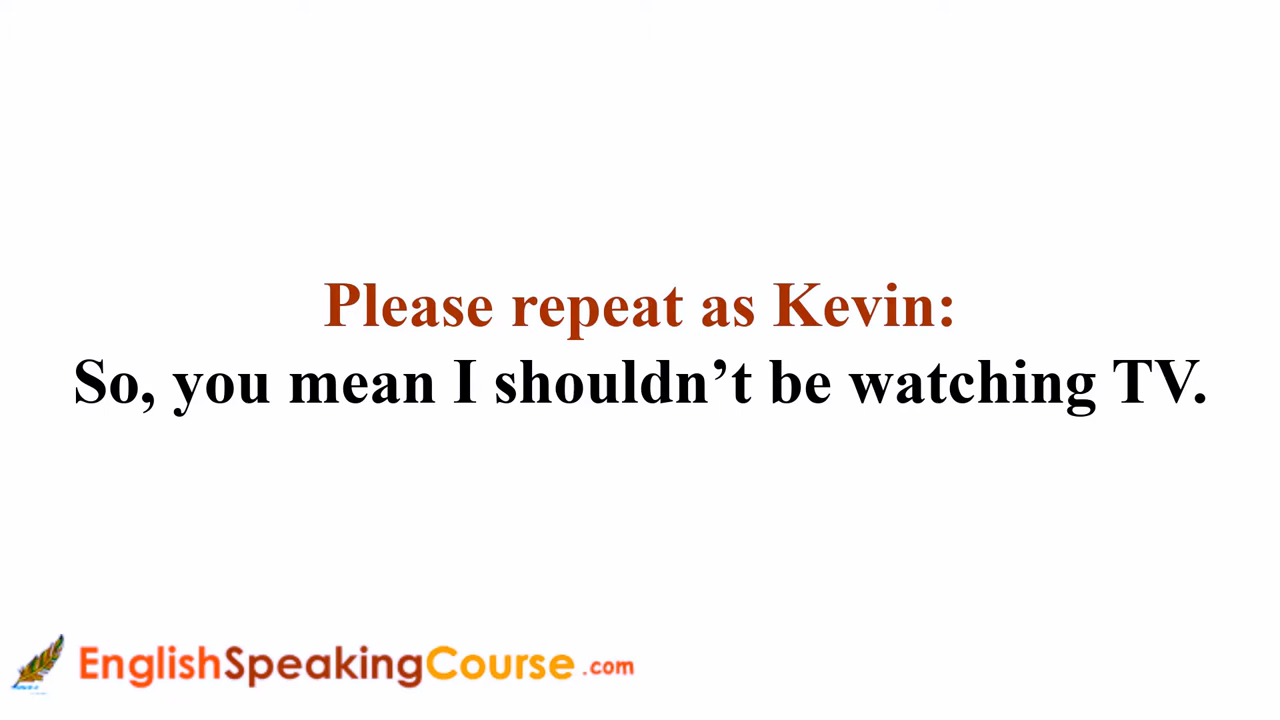 Please repeat as Kevin:
So, you mean I shouldn’t be watching TV.
EnglishSpeakingCourse.com